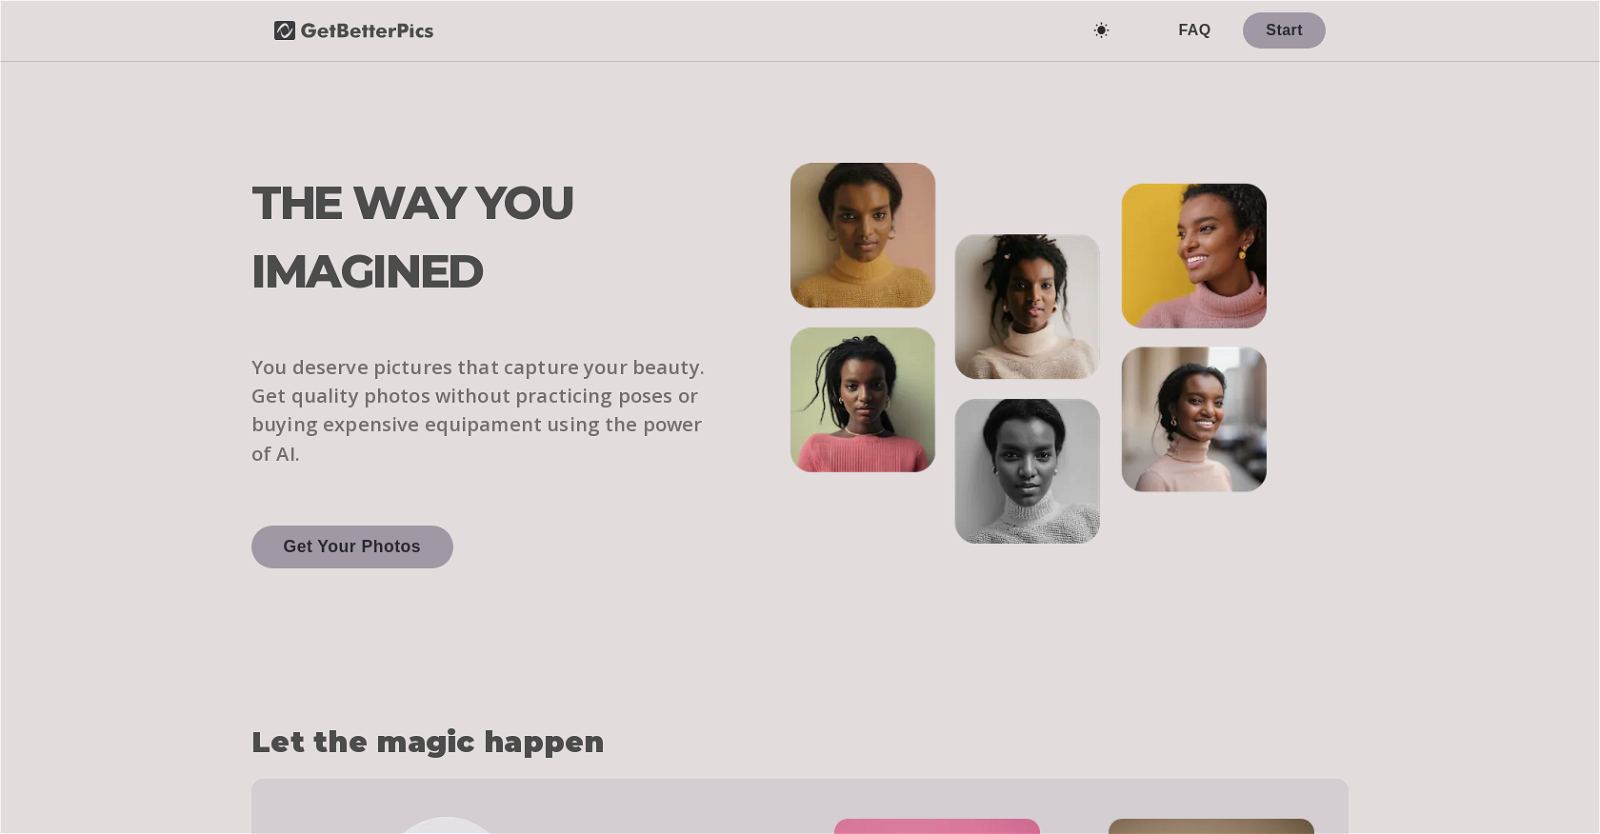 GetBetterPics
FAQ
Start
THE WAY YOU
IMAGINED
You deserve pictures that capture your beauty.
Get quality photos without practicing poses or
buying expensive equipament using the power
of AI.
Get Your Photos
Let the magic happen